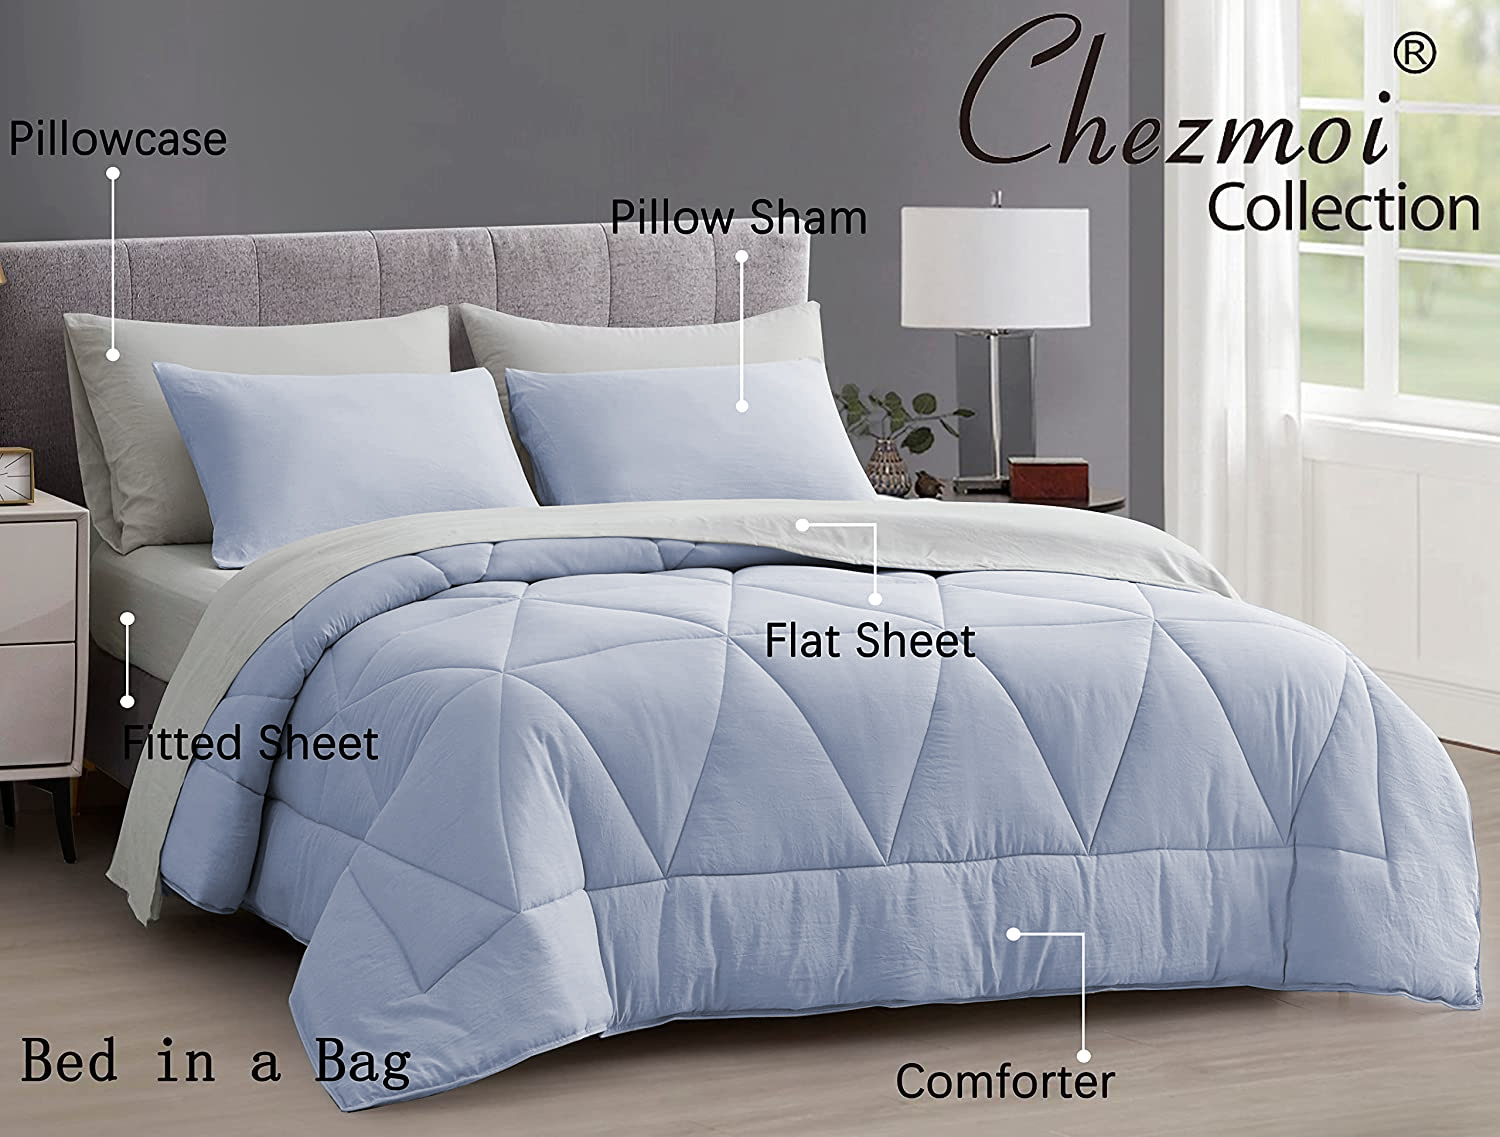 Chezmoi®
Collection
Pillowcase
Pillow Sham
Flat Sheet
Fitted Sheet
Bed in a Bag
Comforter